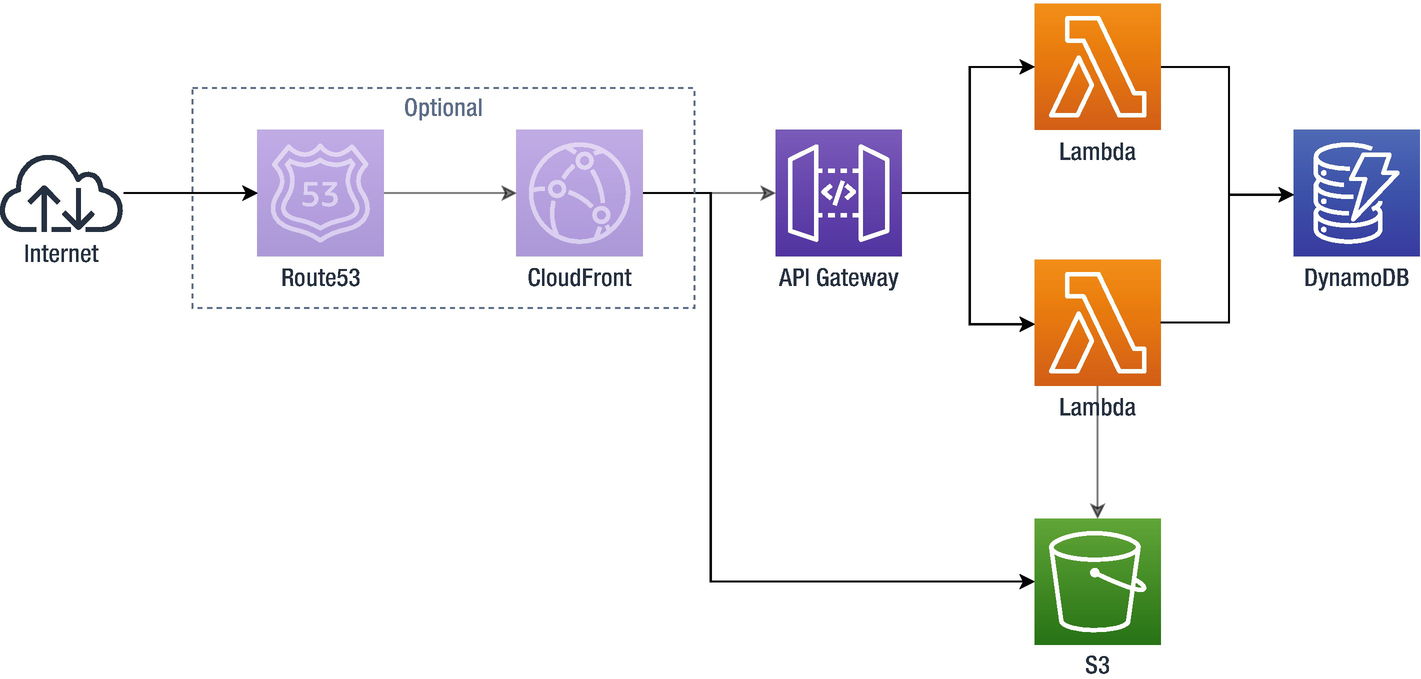 Optional
53
</>
Internet
Route53
CloudFront
API Gateway
Lambda
Lambda
DynamoDB
S3